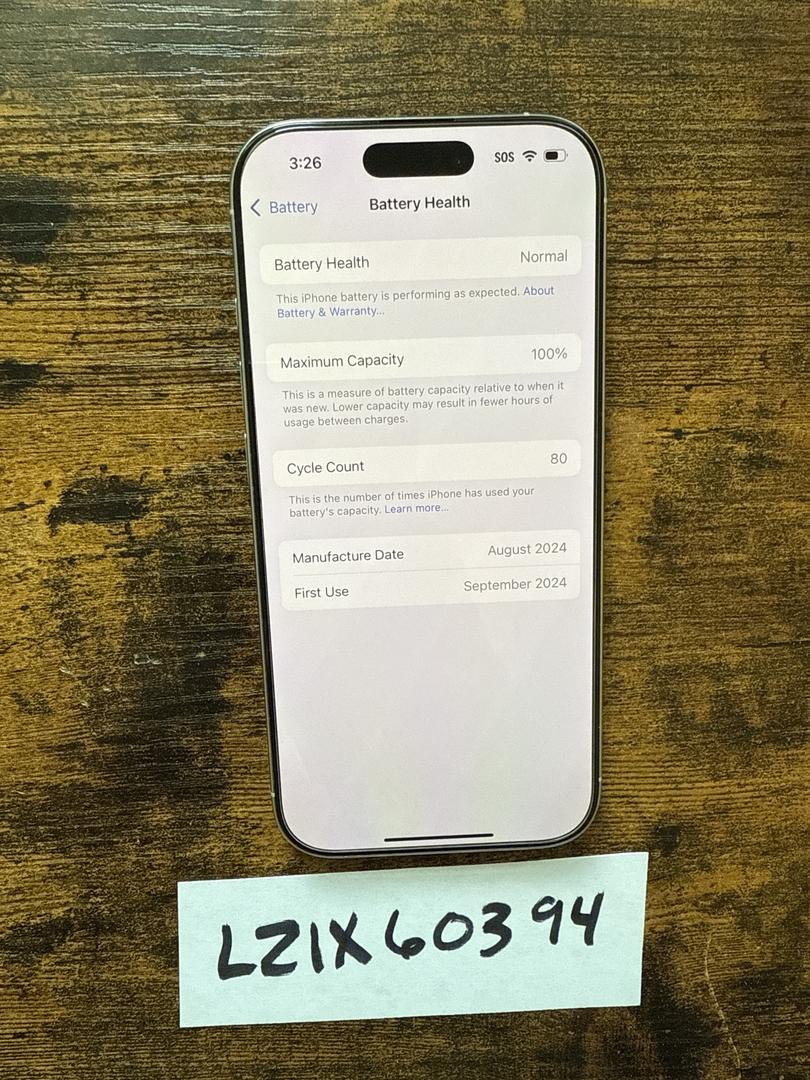 3:26 SOS
Battery Battery Health
Battery Health Normal
This iPhone battery is performing as expected. About
Battery & Warranty...
Maximum Capacity 100%
This is a measure of battery capacity relative to when it
was new. Lower capacity may result in fewer hours of
usage between charges.
Cycle Count 80
This is the number of times iPhone has used your
battery's capacity. Learn more...
Manufacture Date August 2024
First Use September 2024
LZIX60394